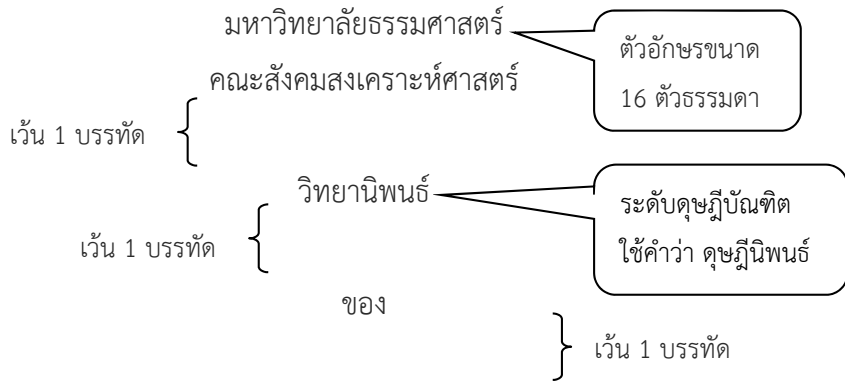 มหาวิทยาลัยธรรมศาสตร์
ตัวอักษรขนาด
16 ตัวธรรมดา
คณะสังคมสงเคราะห์ศาสตร์
เว้น 1 บรรทัด
วิทยานิพนธ์
ระดับดุษฎีบัณฑิต
ใช้คำว่า ดุษฎีนิพนธ์
เว้น 1 บรรทัด
ของ
เว้น 1 บรรทัด